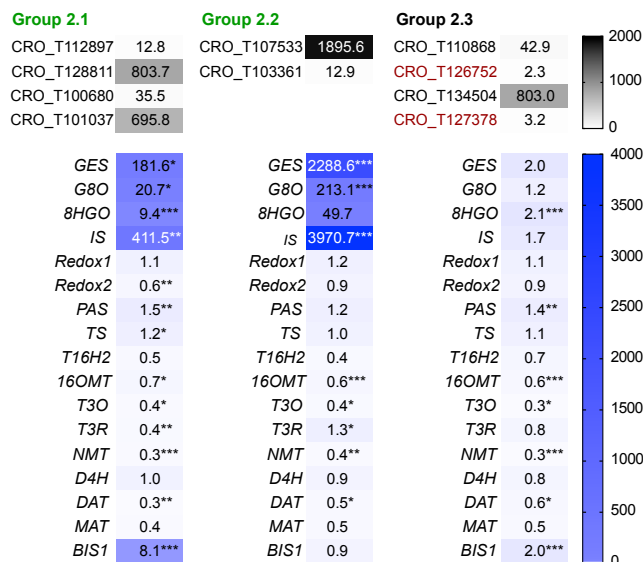 Group 2.1 Group 2.2 Group 2.3
CRO_T112897 12.8 CRO_T107533 1895.6 CRO_T110868 42.9 2000
CRO_T128811 803.7 CRO_T103361 12.9 CRO_T126752 2.3
CRO_T100680 35.5 CRO_T134504 803.0 1000
CRO_T101037 695.8 CRO_T127378 3.2 0
GES 181.6* GES 2288.6*** GES 2.0 4000
G8O 20.7* G8O 213.1*** G8O 1.2
8HGO 9.4*** 8HGO 49.7 8HGO 2.1*** 3500
IS 411.5** IS 3970.7*** IS 1.7
Redox1 1.1 Redox1 1.2 Redox1 1.1 3000
Redox2 0.6** Redox2 0.9 Redox2 0.9
PAS 1.5** PAS 1.2 PAS 1.4** 2500
TS 1.2* TS 1.0 TS 1.1
T16H2 0.5 T16H2 0.4 T16H2 0.7 2000
16OMT 0.7* 16OMT 0.6*** 16OMT 0.6***
T3O 0.4* T3O 0.4* T3O 0.3* 1500
T3R 0.4** T3R 1.3* T3R 0.8
NMT 0.3*** NMT 0.4** NMT 0.3*** 1000
D4H 1.0 D4H 0.9 D4H 0.8
DAT 0.3** DAT 0.5* DAT 0.6* 500
MAT 0.4 MAT 0.5 MAT 0.5
BIS1 8.1*** BIS1 0.9 BIS1 2.0*** 0